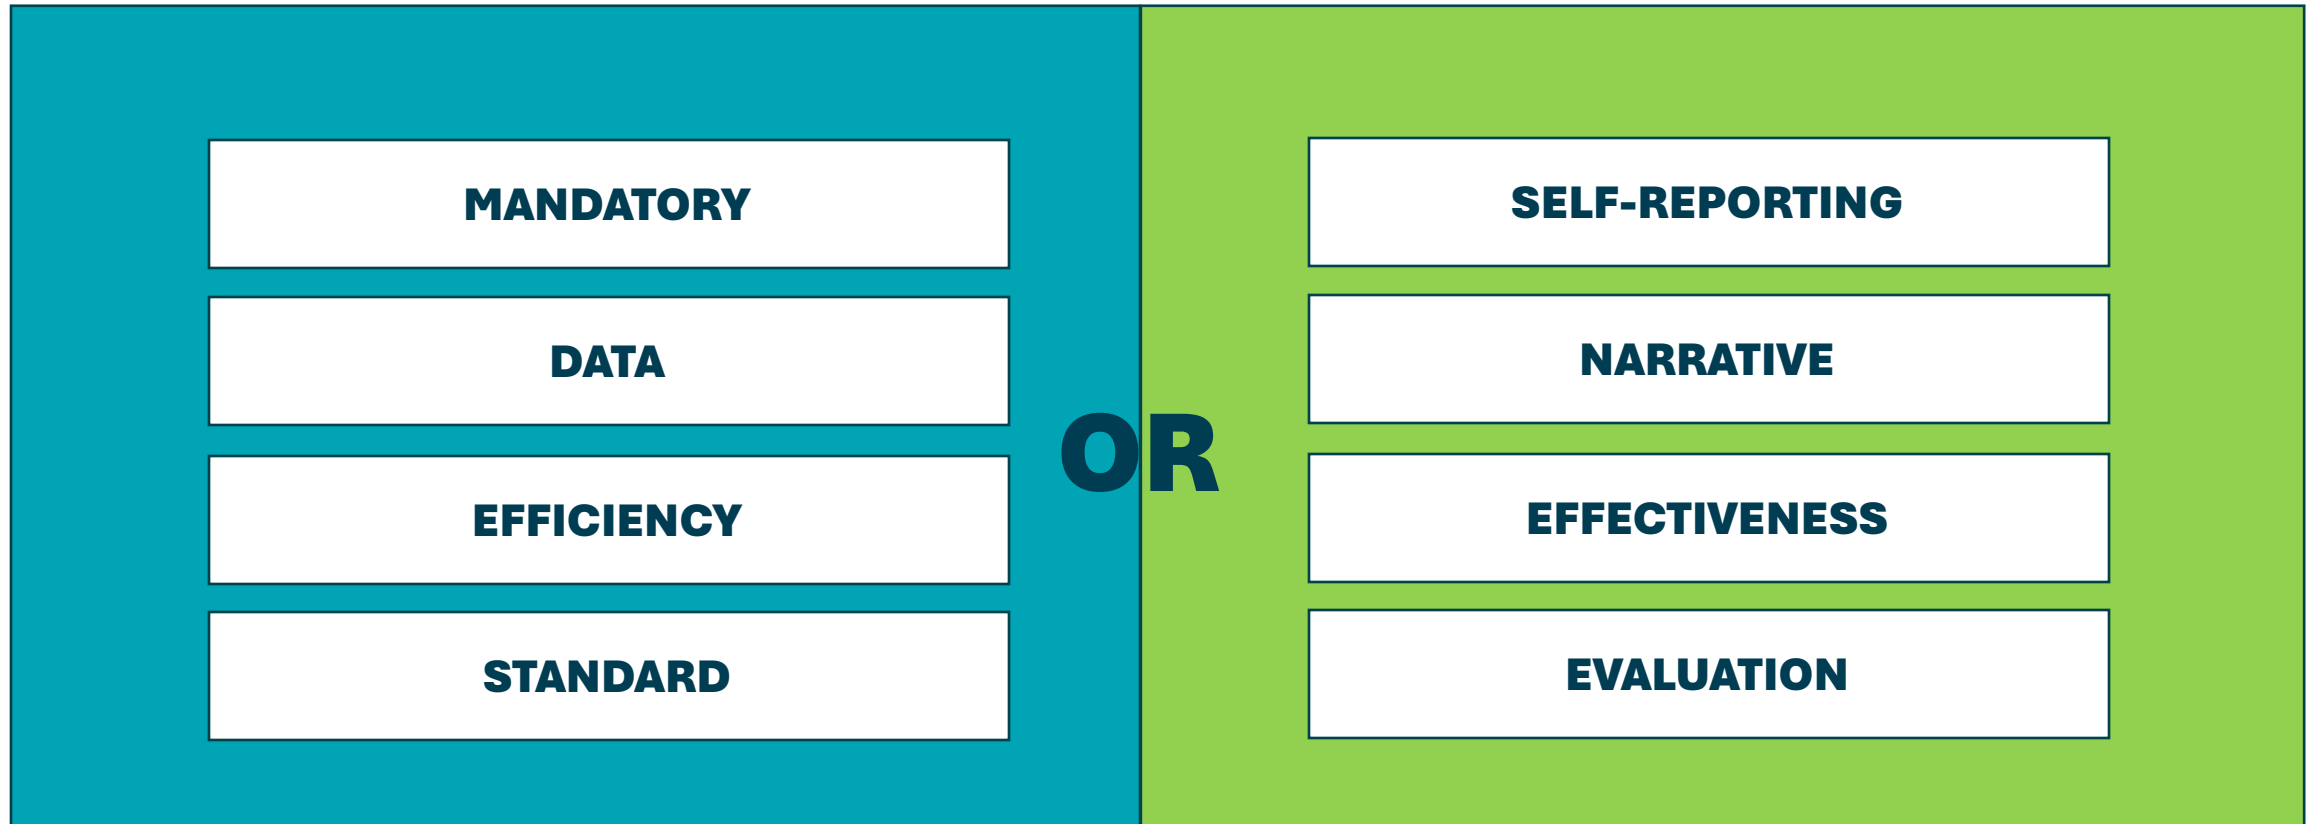 MANDATORY
DATA
EFFICIENCY
STANDARD
OR
SELF-REPORTING
NARRATIVE
EFFECTIVENESS
EVALUATION